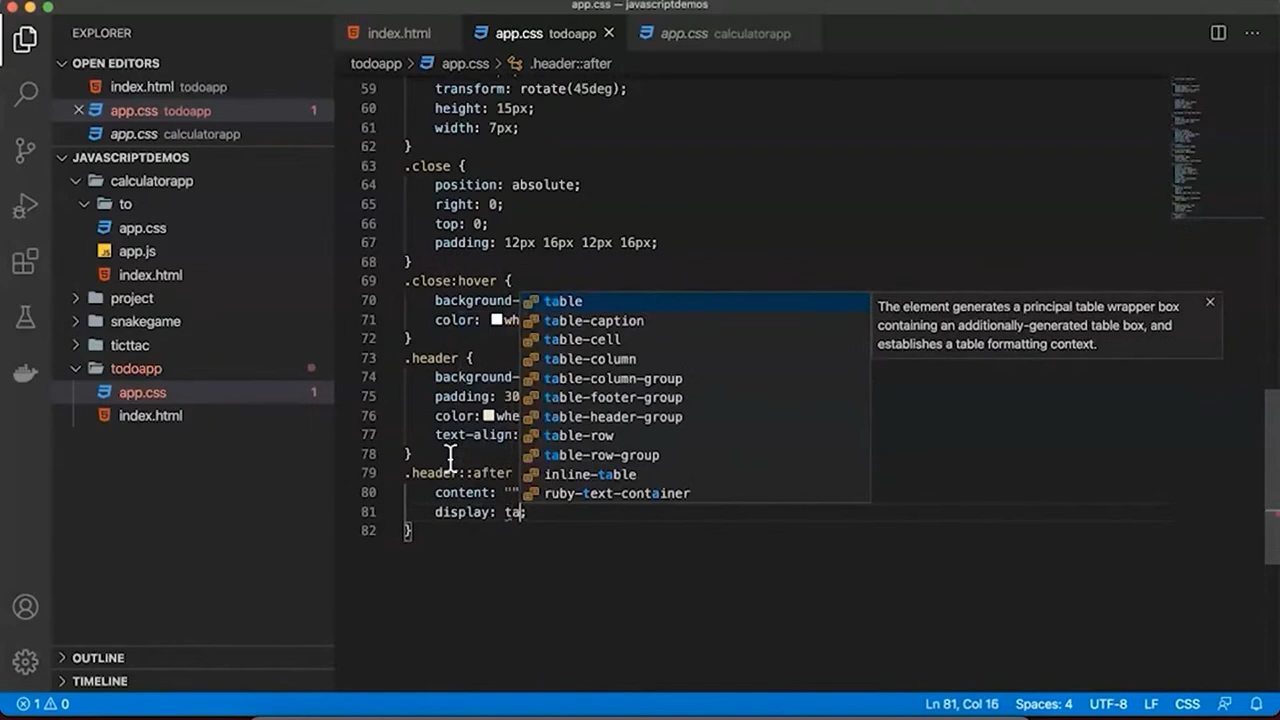 app.css — javascriptdemos
EXPLORER
index.html
app.css todoapp
app.css calculatorapp
OPEN EDITORS
index.html todoapp
app.css todoapp 1
app.css calculatorapp
JAVASCRIPTDEMOS
calculatorapp
to
app.css
app.js
index.html
project
snakegame
ticttac
todoapp
app.css 1
index.html
OUTLINE
TIMELINE
todoapp > app.css > .header::after
59 transform: rotate(45deg);
60 height: 15px;
61 width: 7px;
62 }
63 .close {
64 position: absolute;
65 right: 0;
66 top: 0;
67 padding: 12px 16px 12px 16px;
68 }
69 .close:hover {
70 background-
71 color: wh
72 }
73 .header {
74 background-
75 padding: 30
76 color: whe
77 text-align:
78 }
79 .header::after
80 content: ""
81 display: ta;
82 }
table
table-caption
table-cell
table-column
table-column-group
table-footer-group
table-header-group
table-row
table-row-group
inline-table
ruby-text-container
The element generates a principal table wrapper box
containing an additionally-generated table box, and
establishes a table formatting context.
1 0
Ln 81, Col 16 Spaces: 4 UTF-8 LF CSS